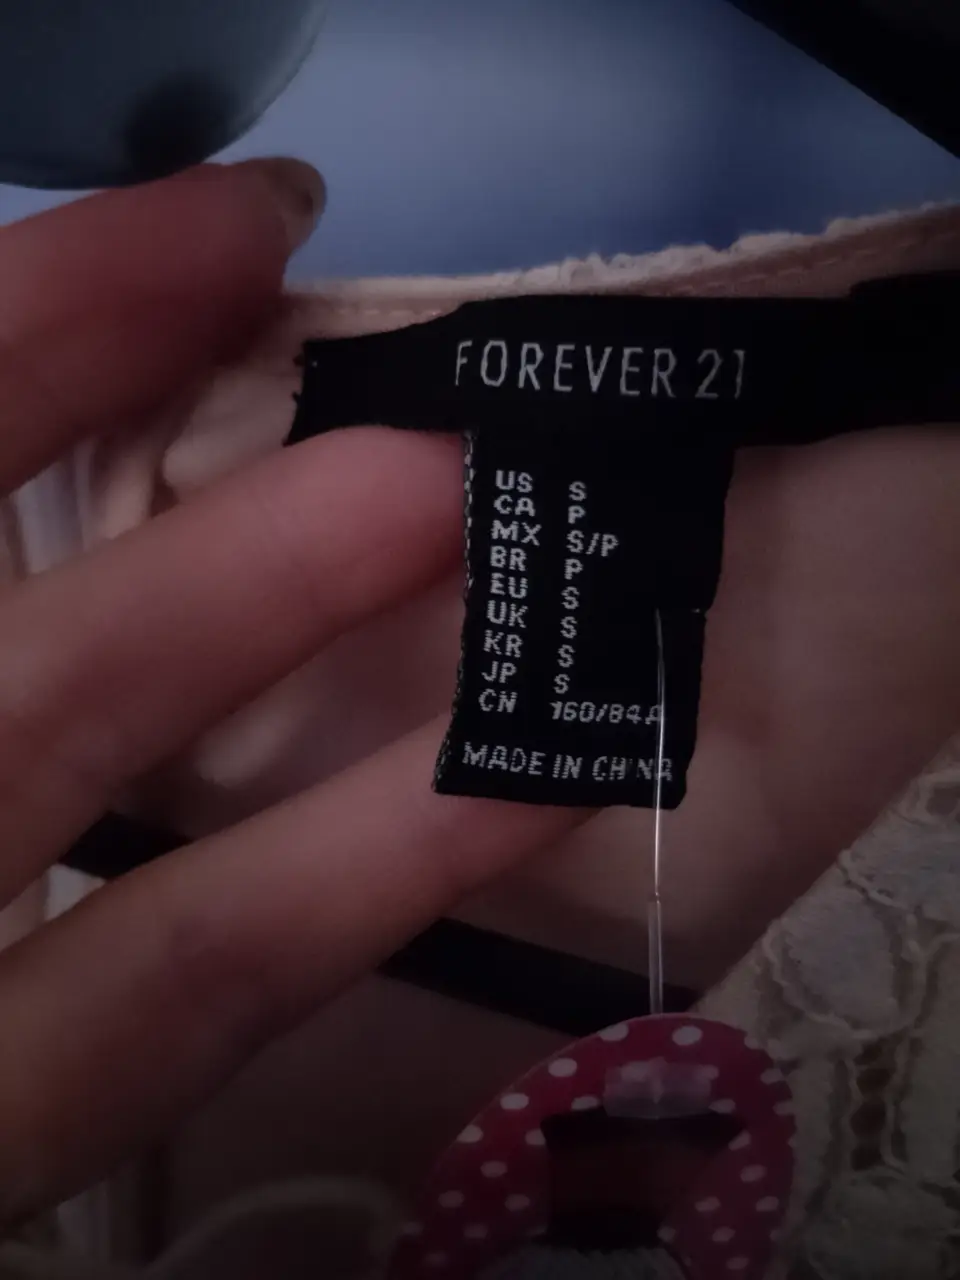 FOREVER 21
US S
CA P
MX S/P
BR P
EU S
UK S
KR S
JP S
CN 160/84A
MADE IN CHINA